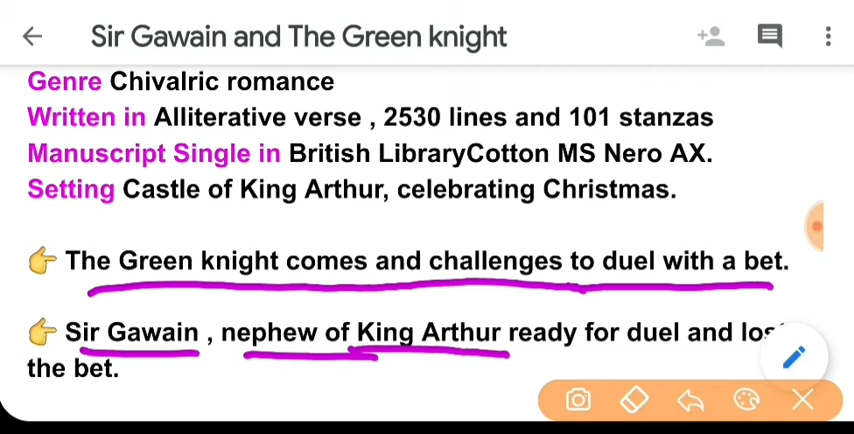 Sir Gawain and The Green knight
Genre Chivalric romance
Written in Alliterative verse , 2530 lines and 101 stanzas
Manuscript Single in British LibraryCotton MS Nero AX.
Setting Castle of King Arthur, celebrating Christmas.
👉 The Green knight comes and challenges to duel with a bet.
👉 Sir Gawain , nephew of King Arthur ready for duel and
the bet.